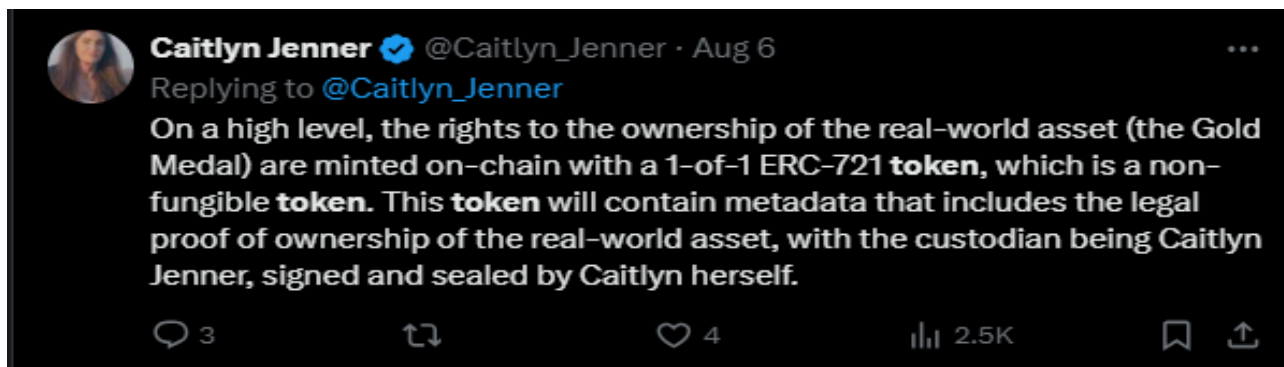 Caitlyn Jenner @Caitlyn_Jenner · Aug 6
Replying to @Caitlyn_Jenner
On a high level, the rights to the ownership of the real-world asset (the Gold
Medal) are minted on-chain with a 1-of-1 ERC-721 token, which is a non-
fungible token. This token will contain metadata that includes the legal
proof of ownership of the real-world asset, with the custodian being Caitlyn
Jenner, signed and sealed by Caitlyn herself.
3 4 2.5K